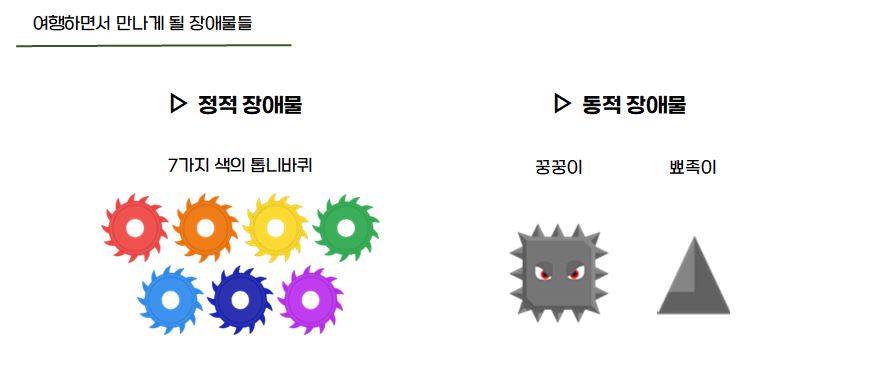 여행하면서 만나게 될 장애물들
▷ 정적 장애물
7가지 색의 톱니바퀴
▷ 동적 장애물
꿍꿍이
뾰족이